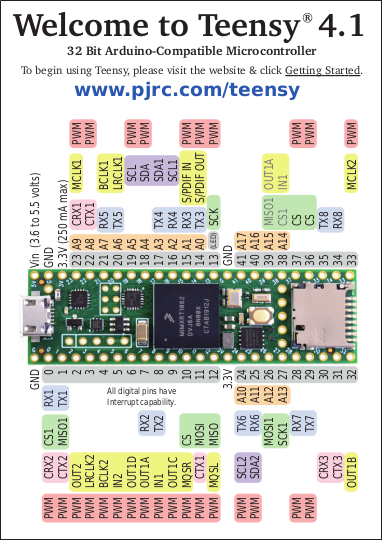 Welcome to Teensy® 4.1
32 Bit Arduino-Compatible Microcontroller
To begin using Teensy, please visit the website & click Getting Started.
www.pjrc.com/teensy
PWM PWM PWM PWM PWM PWM PWM PWM PWM PWM PWM
MCLK1 BCLK1 LRCLK1 SCL SDA SDA1 SCL1 S/PDIF IN S/PDIF OUT OUT1A IN1 MCLK2
CRX1 CTX1 RX5 TX5 TX4 RX4 RX3 TX3 SCK MISO1 CS1 CS CS TX8 RX8
A9 A8 A7 A6 A5 A4 A3 A2 A1 A0 (LED) A17 A16 A15 A14
Vin (3.6 to 5.5 volts) GND 3.3V (250 mA max) 23 22 21 20 19 18 17 16 15 14 13 GND 41 40 39 38 37 36 35 34 33
MIMXRT1062
DVJ6A
CTAB1912J
GND 0 1 2 3 4 5 6 7 8 9 10 11 12 3.3V 24 25 26 27 28 29 30 31 32
RX1 TX1 A10 A11 A12 A13
All digital pins have
Interrupt capability.
CS1 MISO1 RX2 TX2 CS MOSI MISO TX6 RX6 MOSI1 SCK1 RX7 TX7
CRX2 CTX2 OUT2 LRCLK2 BCLK2 IN2 OUT1D OUT1A IN1 OUT1C MQSR CTX1 MQSL SCL2 SDA2 CRX3 CTX3 OUT1B
PWM PWM PWM PWM PWM PWM PWM PWM PWM PWM PWM PWM PWM PWM PWM PWM PWM